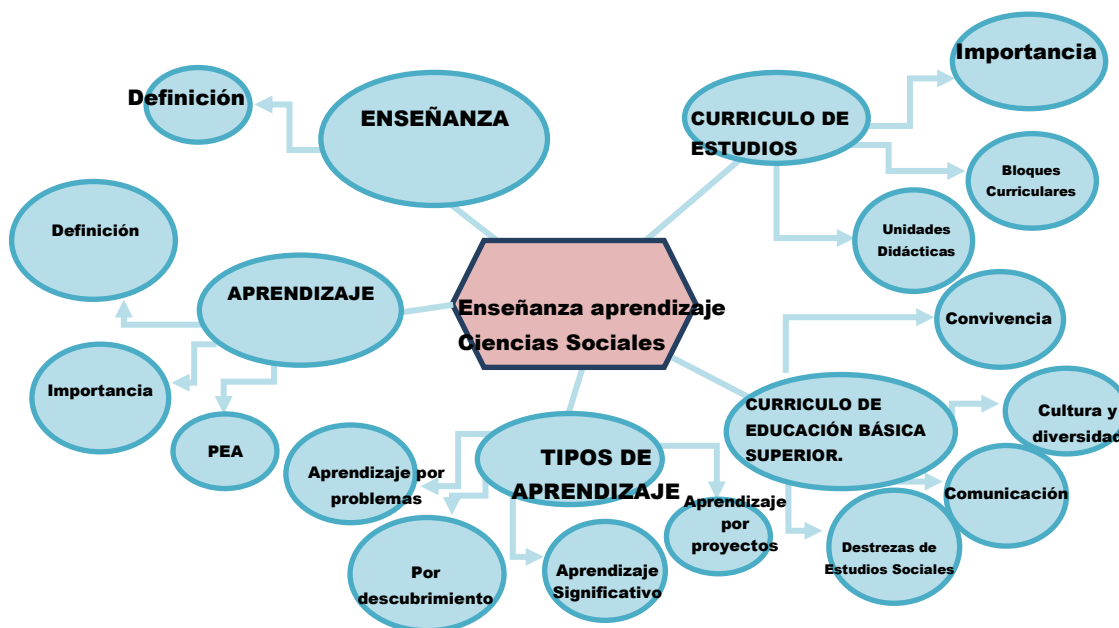 Importancia
Definición
ENSEÑANZA
CURRICULO DE
ESTUDIOS
Bloques
Curriculares
Definición
Unidades
Didácticas
APRENDIZAJE
Enseñanza aprendizaje
Ciencias Sociales
Convivencia
Importancia
CURRICULO DE
EDUCACIÓN BÁSICA
SUPERIOR.
Cultura y
diversidad
PEA
TIPOS DE
APRENDIZAJE
Aprendizaje por
problemas
Aprendizaje
por
proyectos
Comunicación
Destrezas de
Estudios Sociales
Por
descubrimiento
Aprendizaje
Significativo